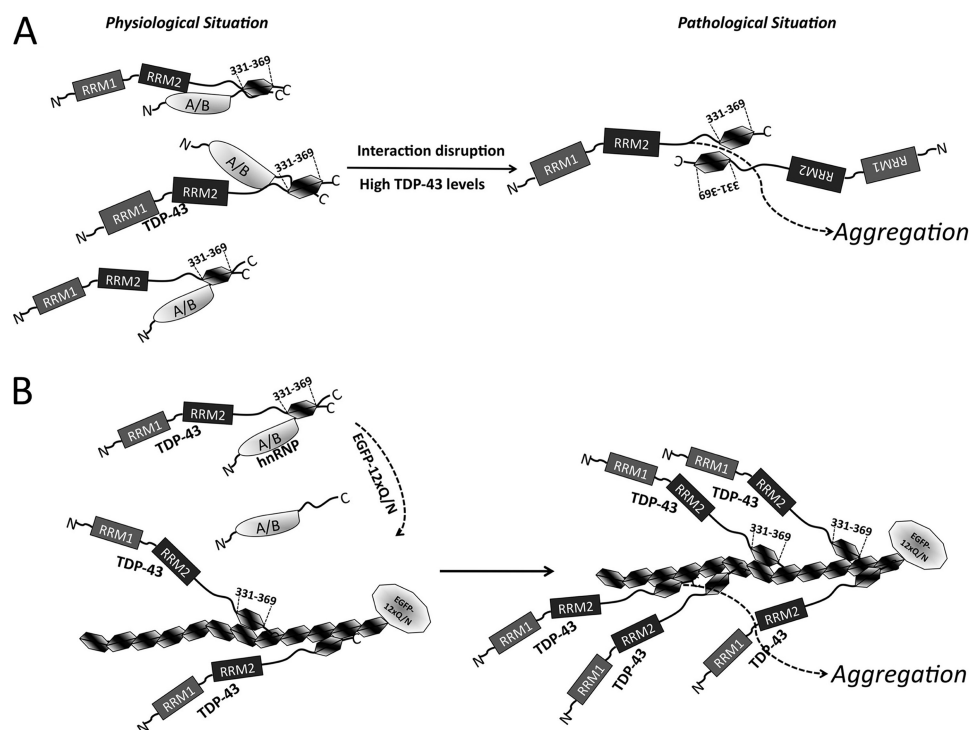 A
Physiological Situation
Pathological Situation
331-369
RRM1
RRM2
N
A/B
C
C
N
N
A/B
331-369
RRM2
RRM1
TDP-43
C
C
N
331-369
RRM2
RRM1
C
C
N
A/B
N
Interaction disruption
High TDP-43 levels
331-369
RRM2
RRM1
C
N
C
331-369
RRM2
RRM1
N
Aggregation
B
331-369
RRM2
RRM1
TDP-43
N
C
C
A/B
hnRNP
N
EGFP-12xQ/N
C
A/B
N
N
RRM1
RRM2
TDP-43
331-369
EGFP-
12xQ/N
C
RRM2
RRM1
TDP-43
N
N
RRM1
RRM2
TDP-43
N
RRM1
RRM2
TDP-43
331-369
331-369
EGFP-
12xQ/N
RRM2
RRM1
TDP-43
N
RRM2
RRM1
TDP-43
N
RRM2
RRM1
TDP-43
N
Aggregation